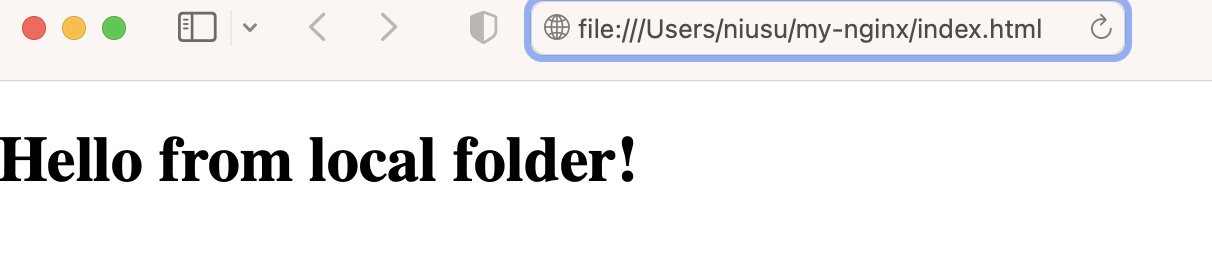 file:///Users/niusu/my-nginx/index.html
Hello from local folder!